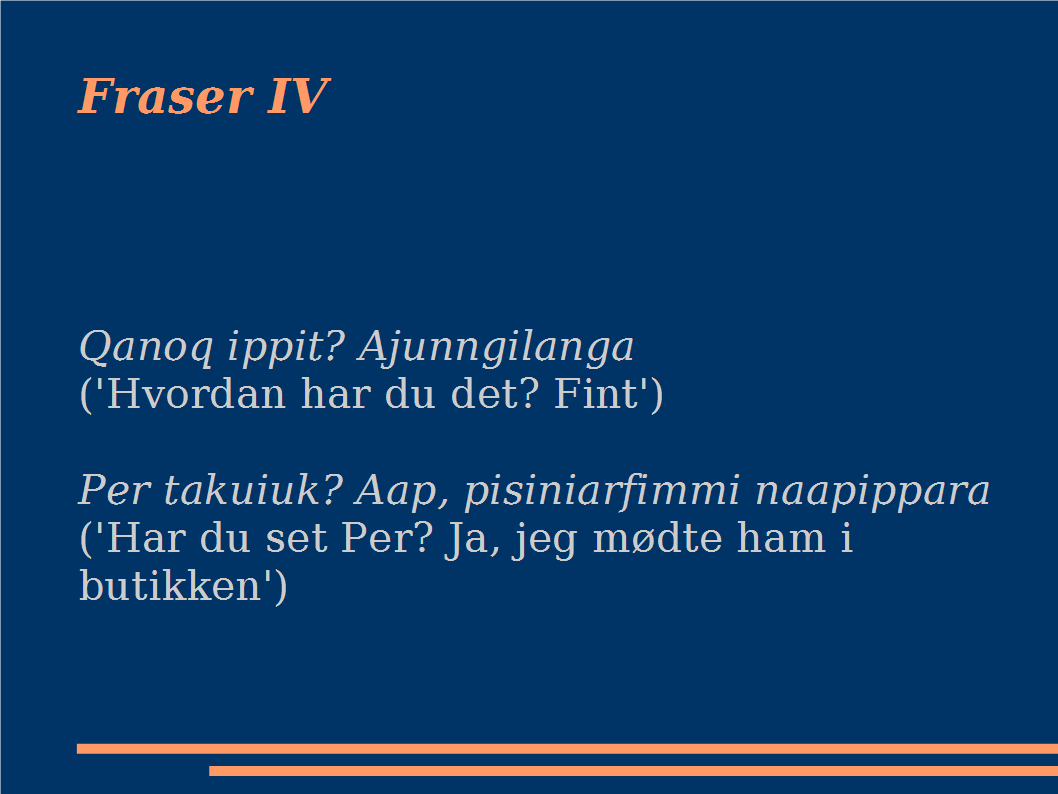 Fraser IV
Qanoq ippit? Ajunngilanga
('Hvordan har du det? Fint')
Per takuiuk? Aap, pisiniarfimmi naapippara
('Har du set Per? Ja, jeg mødte ham i
butikken')